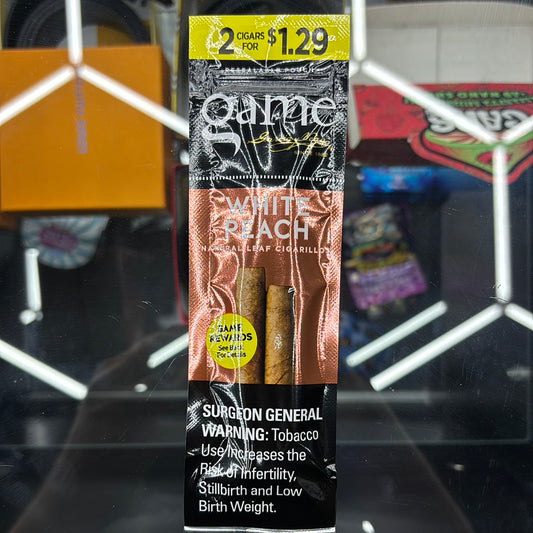 2 CIGARS FOR $1.29
RESEALABLE POUCH
game
WHITE
PEACH
NATURAL LEAF CIGARILLOS
GAME
REWARDS
See Back
For Details
SURGEON GENERAL
WARNING: Tobacco
Use Increases the
Risk of Infertility,
Stillbirth and Low
Birth Weight.